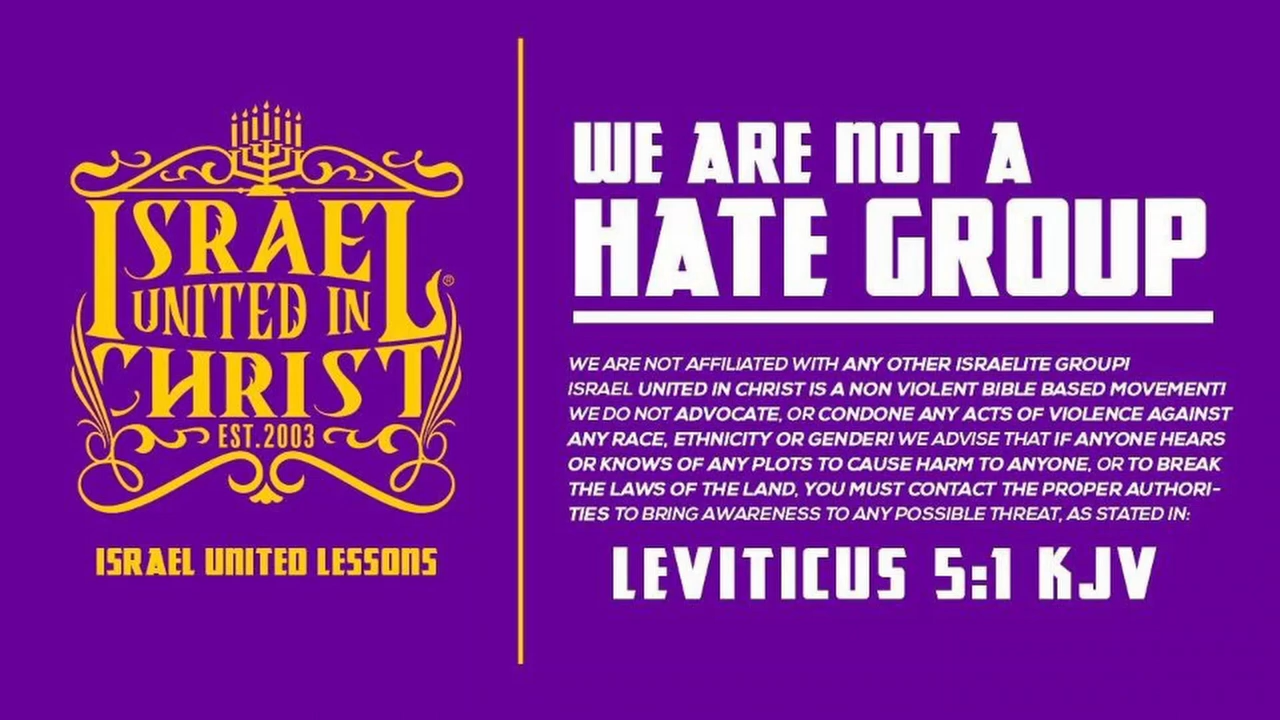 ISRAEL
UNITED IN
CHRIST
EST.2003
®
ISRAEL UNITED LESSONS
WE ARE NOT A
HATE GROUP
WE ARE NOT AFFILIATED WITH ANY OTHER ISRAELITE GROUP!
ISRAEL UNITED IN CHRIST IS A NON VIOLENT BIBLE BASED MOVEMENT!
WE DO NOT ADVOCATE, OR CONDONE ANY ACTS OF VIOLENCE AGAINST
ANY RACE, ETHNICITY OR GENDER! WE ADVISE THAT IF ANYONE HEARS
OR KNOWS OF ANY PLOTS TO CAUSE HARM TO ANYONE, OR TO BREAK
THE LAWS OF THE LAND, YOU MUST CONTACT THE PROPER AUTHORI-
TIES TO BRING AWARENESS TO ANY POSSIBLE THREAT, AS STATED IN:
LEVITICUS 5:1 KJV